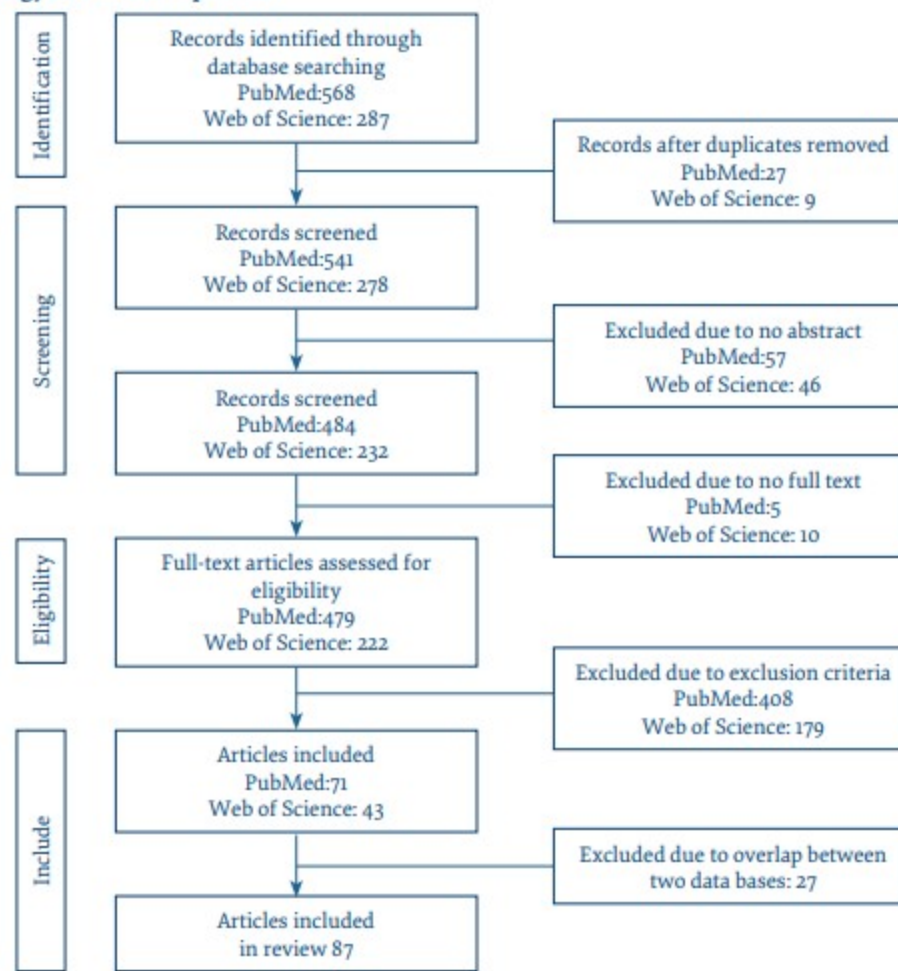 Identification
Records identified through
database searching
PubMed:568
Web of Science: 287
Records after duplicates removed
PubMed:27
Web of Science: 9
Screening
Records screened
PubMed:541
Web of Science: 278
Excluded due to no abstract
PubMed:57
Web of Science: 46
Records screened
PubMed:484
Web of Science: 232
Excluded due to no full text
PubMed:5
Web of Science: 10
Eligibility
Full-text articles assessed for
eligibility
PubMed:479
Web of Science: 222
Excluded due to exclusion criteria
PubMed:408
Web of Science: 179
Include
Articles included
PubMed:71
Web of Science: 43
Excluded due to overlap between
two data bases: 27
Articles included
in review 87